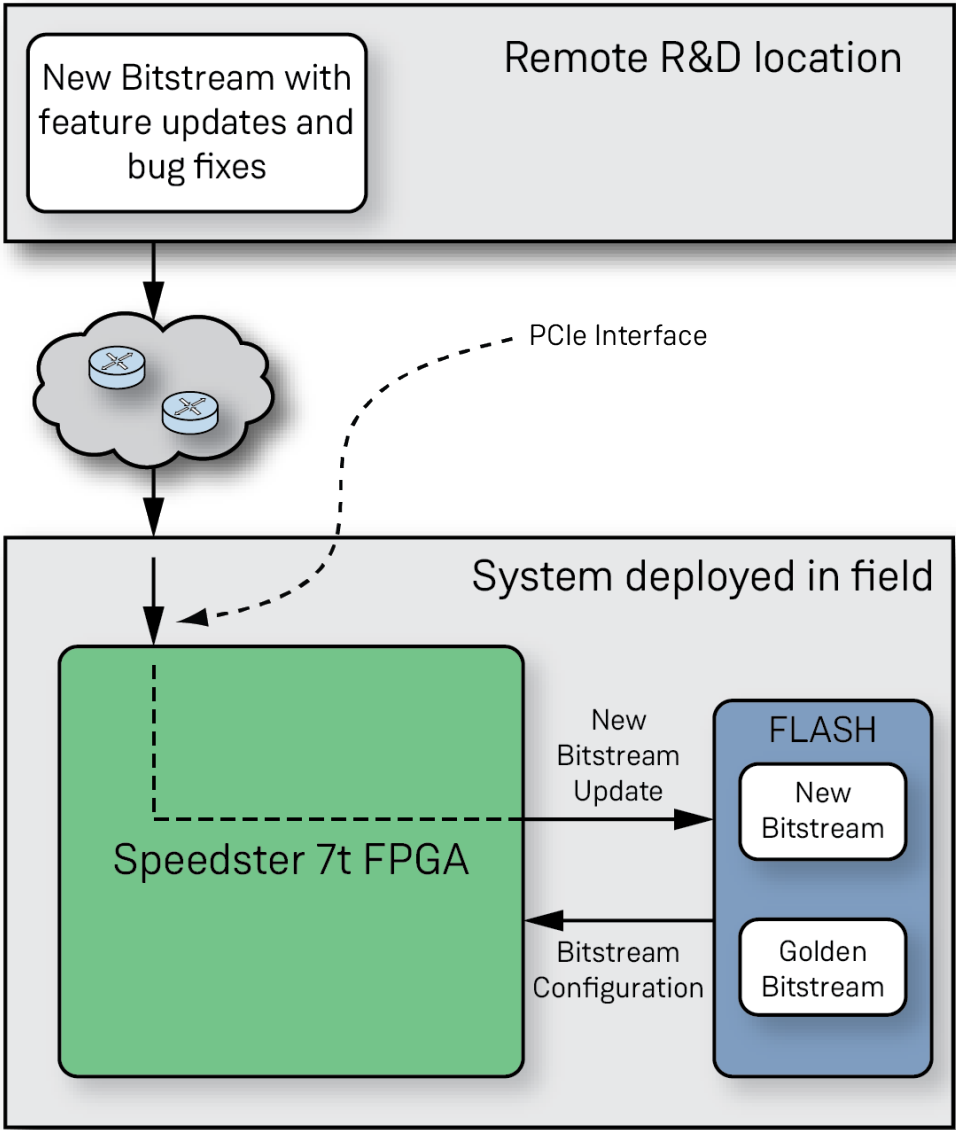 Remote R&D location
New Bitstream with
feature updates and
bug fixes
PCIe Interface
System deployed in field
New
Bitstream
Update
FLASH
New
Bitstream
Speedster 7t FPGA
Bitstream
Configuration
Golden
Bitstream